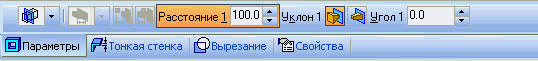 Расстояние 1 100.0 Уклон 1 Угол 1 0.0
Параметры Тонкая стенка Вырезание Свойства